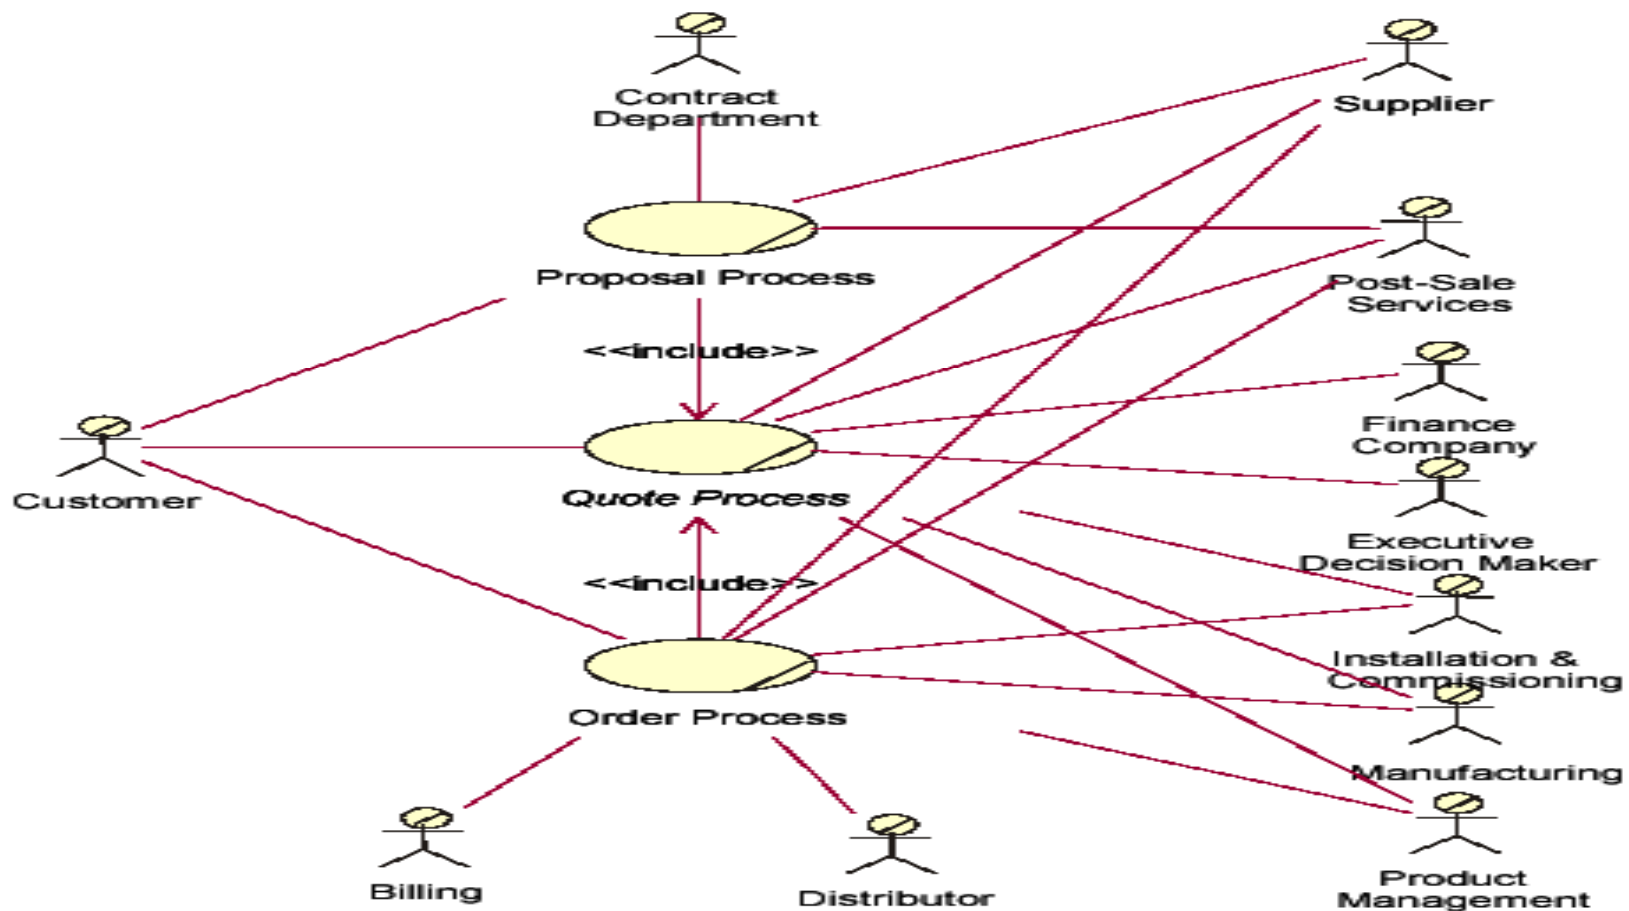 Contract
Department
Supplier
Proposal Process
Post-Sale
Services
<<include>>
Finance
Company
Customer
Quote Process
Executive
Decision Maker
<<include>>
Installation &
Commissioning
Order Process
Manufacturing
Billing
Distributor
Product
Management